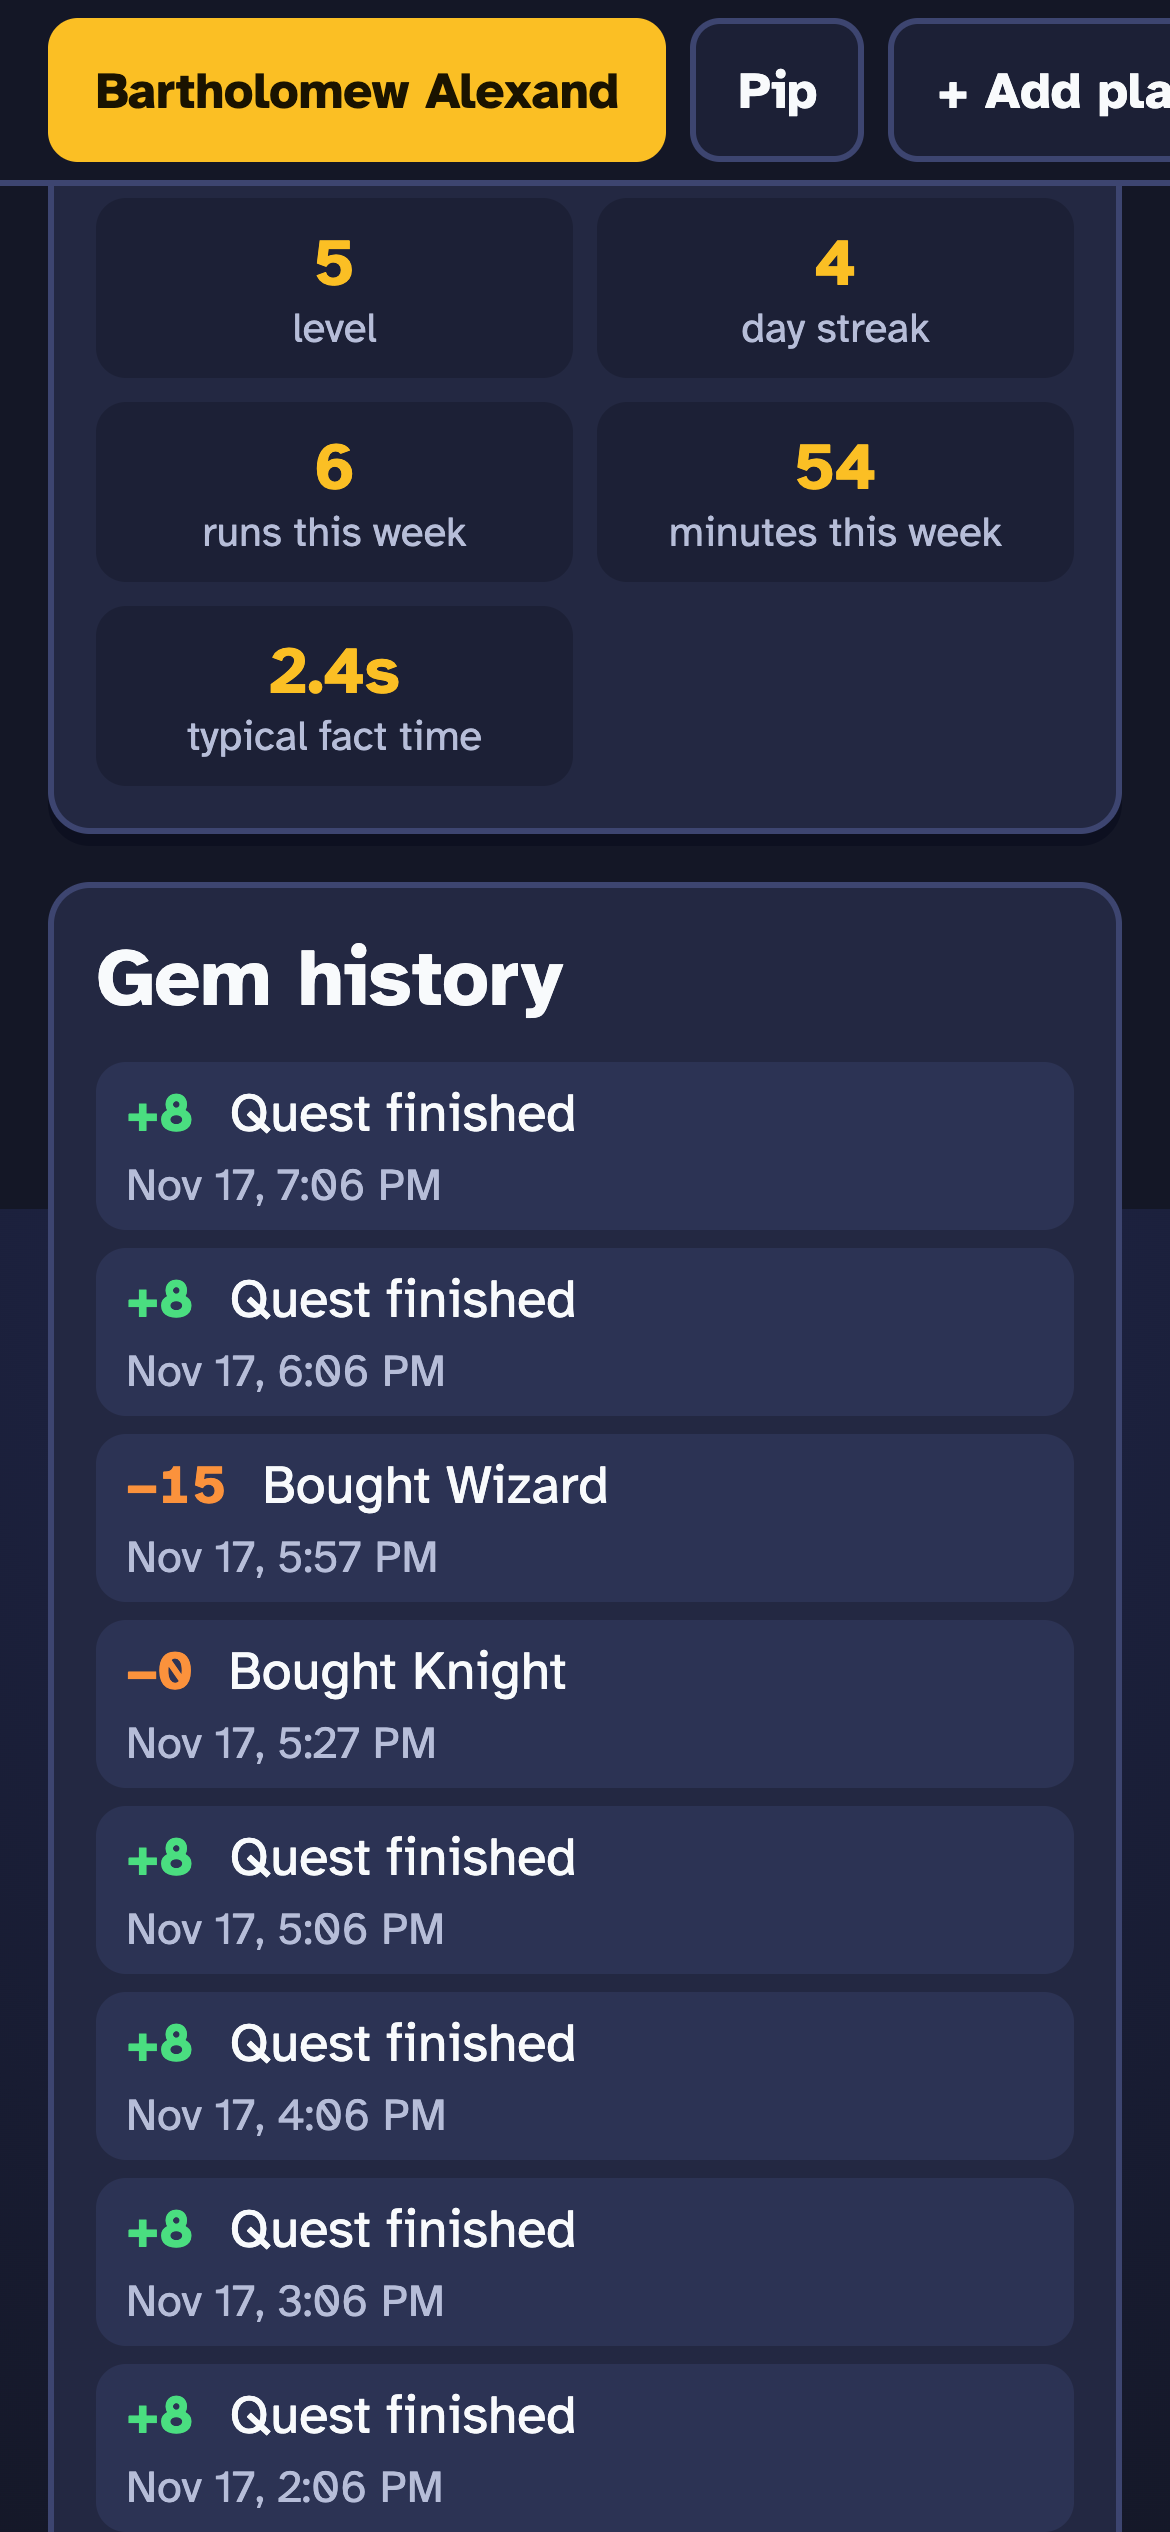 Bartholomew Alexand
Pip
+ Add pla
5
level
4
day streak
6
runs this week
54
minutes this week
2.4s
typical fact time
Gem history
+8 Quest finished
Nov 17, 7:06 PM
+8 Quest finished
Nov 17, 6:06 PM
–15 Bought Wizard
Nov 17, 5:57 PM
–0 Bought Knight
Nov 17, 5:27 PM
+8 Quest finished
Nov 17, 5:06 PM
+8 Quest finished
Nov 17, 4:06 PM
+8 Quest finished
Nov 17, 3:06 PM
+8 Quest finished
Nov 17, 2:06 PM